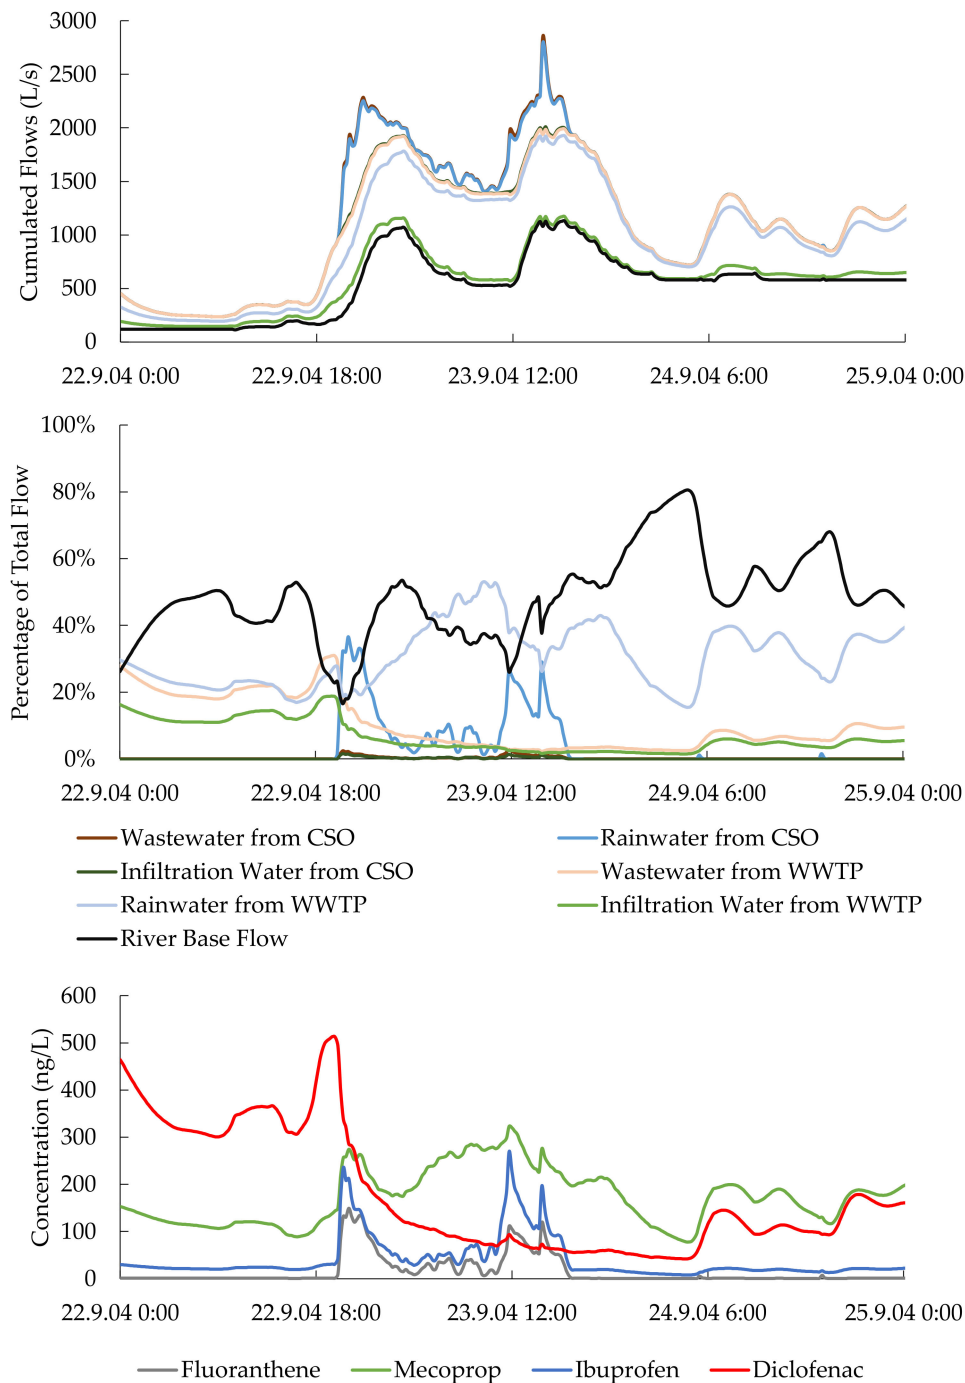 Cumulated Flows (L/s)
3000
2500
2000
1500
1000
500
0
22.9.04 0:00 22.9.04 18:00 23.9.04 12:00 24.9.04 6:00 25.9.04 0:00
Percentage of Total Flow
100%
80%
60%
40%
20%
0%
22.9.04 0:00 22.9.04 18:00 23.9.04 12:00 24.9.04 6:00 25.9.04 0:00
Wastewater from CSO Rainwater from CSO
Infiltration Water from CSO Wastewater from WWTP
Rainwater from WWTP Infiltration Water from WWTP
River Base Flow
Concentration (ng/L)
600
500
400
300
200
100
0
22.9.04 0:00 22.9.04 18:00 23.9.04 12:00 24.9.04 6:00 25.9.04 0:00
Fluoranthene Mecoprop Ibuprofen Diclofenac